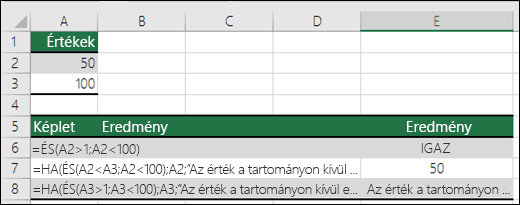 A B C D E
1 Értékek
2 50
3 100
4
5 Képlet Eredmény Eredmény
6 =ÉS(A2>1;A2<100) IGAZ
7 =HA(ÉS(A2<A3;A2<100);A2;"Az érték a tartományon kívül ... 50
8 =HA(ÉS(A3>1;A3<100);A3;"Az érték a tartományon kívül e... Az érték a tartományon ...